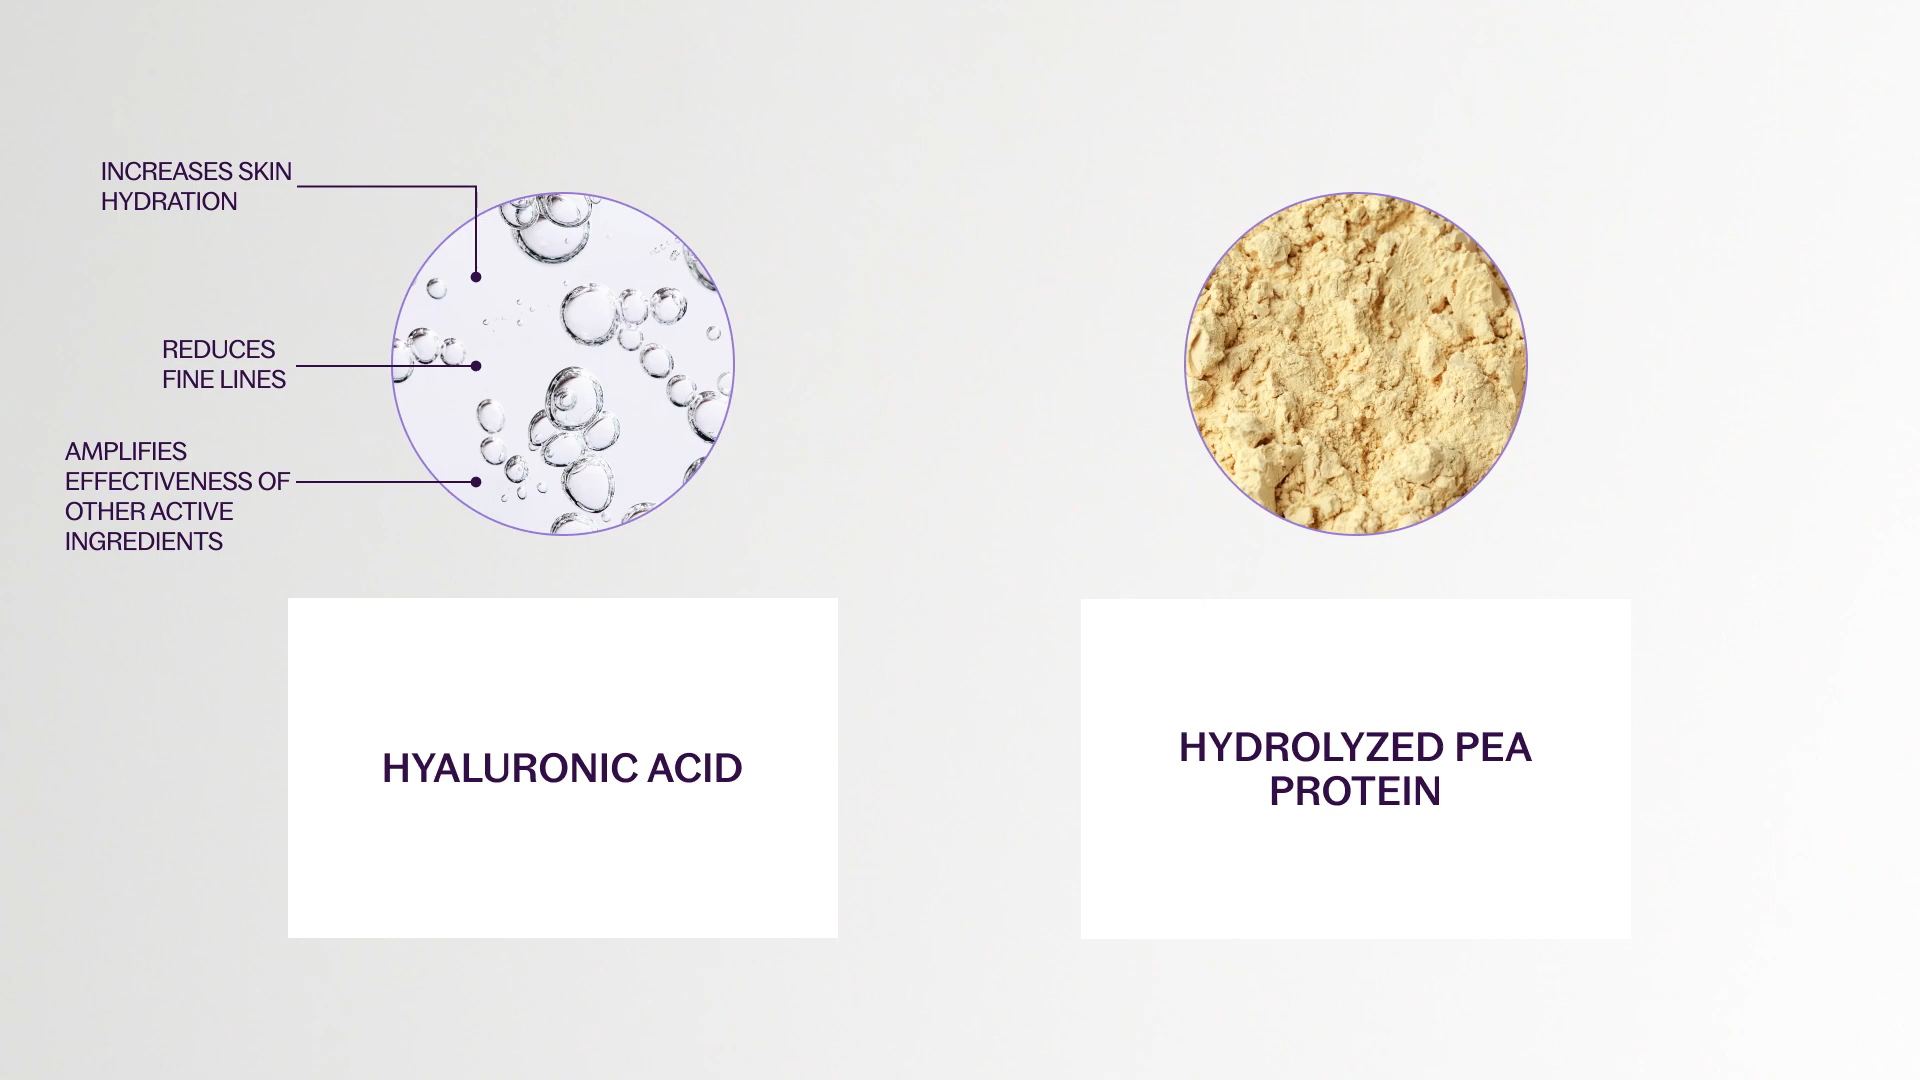 INCREASES SKIN
HYDRATION
REDUCES
FINE LINES
AMPLIFIES
EFFECTIVENESS OF
OTHER ACTIVE
INGREDIENTS
HYALURONIC ACID
HYDROLYZED PEA
PROTEIN